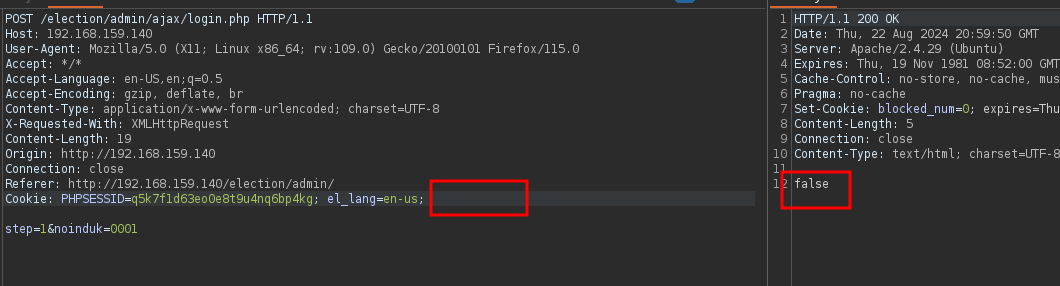 POST /election/admin/ajax/login.php HTTP/1.1
Host: 192.168.159.140
User-Agent: Mozilla/5.0 (X11; Linux x86_64; rv:109.0) Gecko/20100101 Firefox/115.0
Accept: */*
Accept-Language: en-US,en;q=0.5
Accept-Encoding: gzip, deflate, br
Content-Type: application/x-www-form-urlencoded; charset=UTF-8
X-Requested-With: XMLHttpRequest
Content-Length: 19
Origin: http://192.168.159.140
Connection: close
Referer: http://192.168.159.140/election/admin/
Cookie: PHPSESSID=q5k7f1d63eo0e8t9u4nq6bp4kg; el_lang=en-us;
step=1&noinduk=0001
1 HTTP/1.1 200 OK
2 Date: Thu, 22 Aug 2024 20:59:50 GMT
3 Server: Apache/2.4.29 (Ubuntu)
4 Expires: Thu, 19 Nov 1981 08:52:00 GMT
5 Cache-Control: no-store, no-cache, mus
6 Pragma: no-cache
7 Set-Cookie: blocked_num=0; expires=Thu
8 Content-Length: 5
9 Connection: close
10 Content-Type: text/html; charset=UTF-8
11
12 false